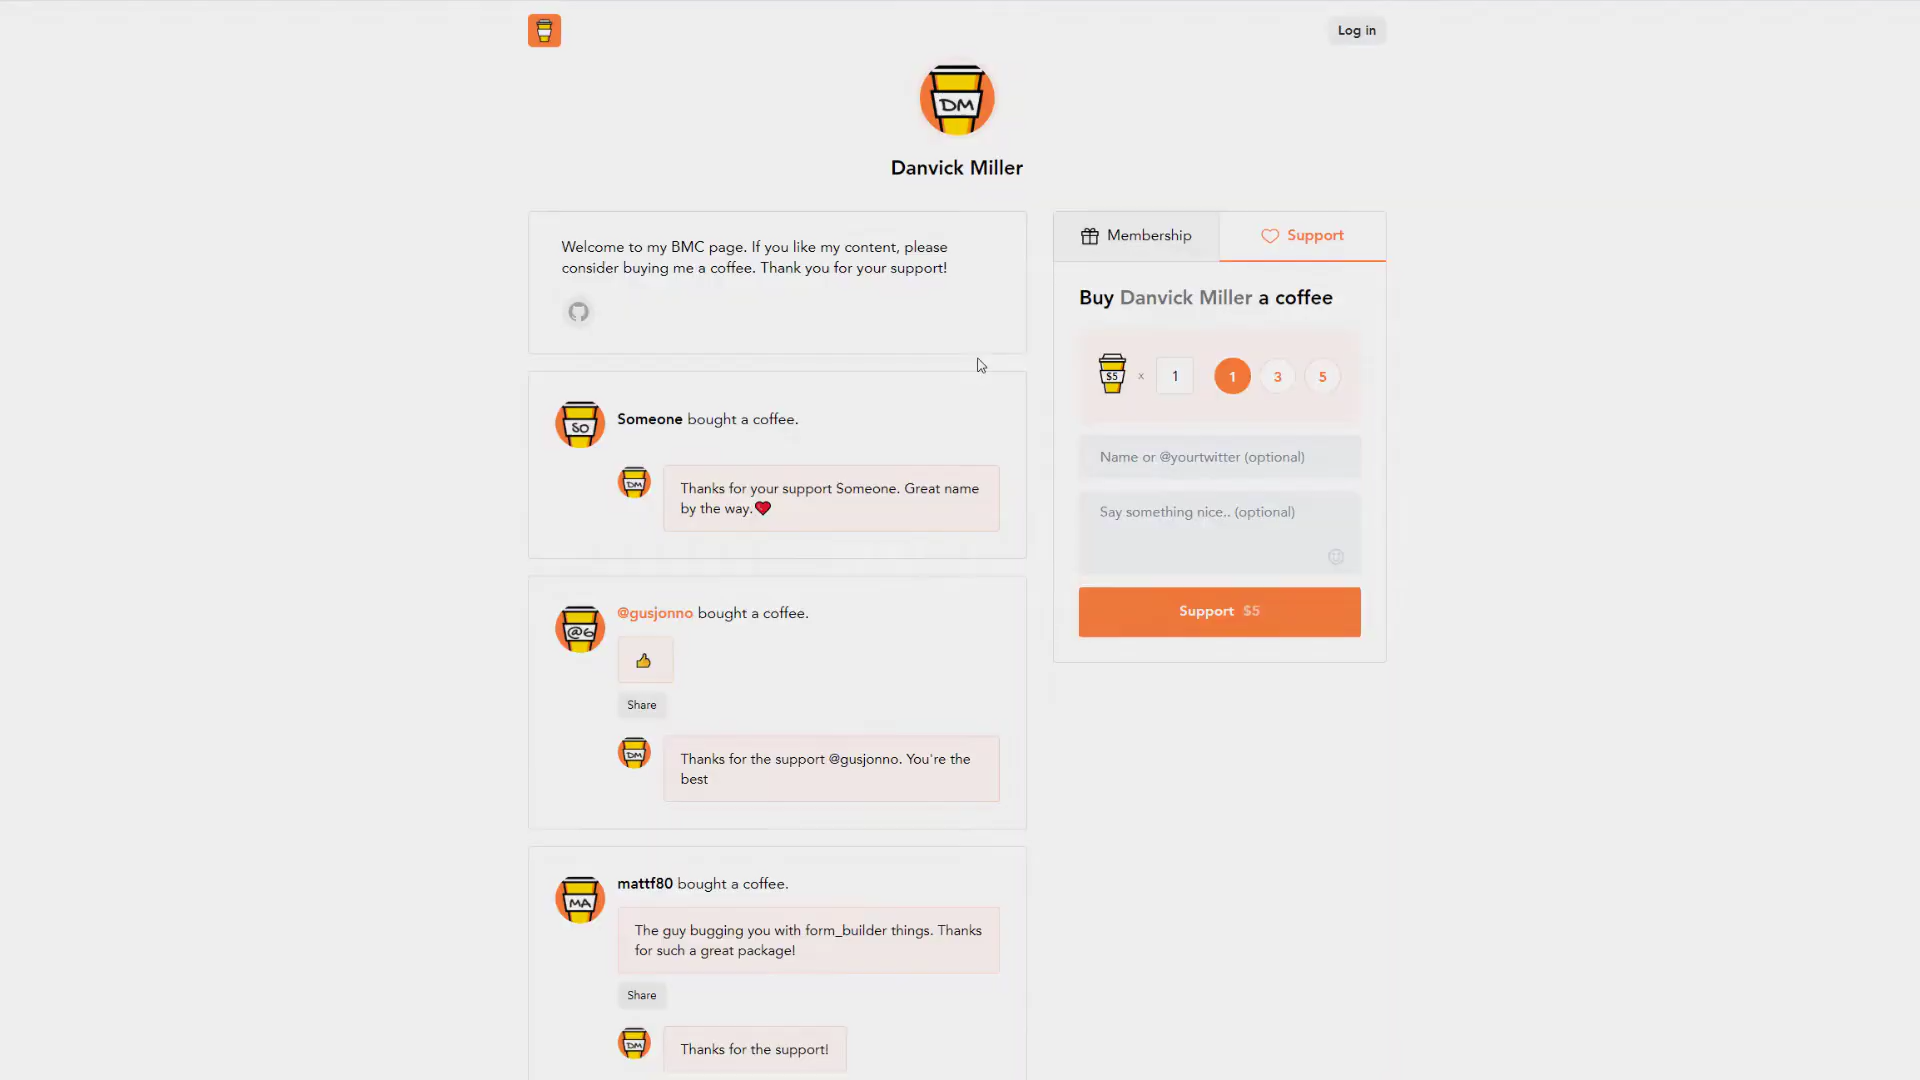 Log in
DM
Danvick Miller
Welcome to my BMC page. If you like my content, please
consider buying me a coffee. Thank you for your support!
Membership
Support
Buy Danvick Miller a coffee
$5 x 1 1 3 5
Name or @yourtwitter (optional)
Say something nice.. (optional)
Support $5
SO
Someone bought a coffee.
DM
Thanks for your support Someone. Great name
by the way.❤️
@G
@gusjonno bought a coffee.
👍
Share
DM
Thanks for the support @gusjonno. You're the
best
MA
mattf80 bought a coffee.
The guy bugging you with form_builder things. Thanks
for such a great package!
Share
DM
Thanks for the support!